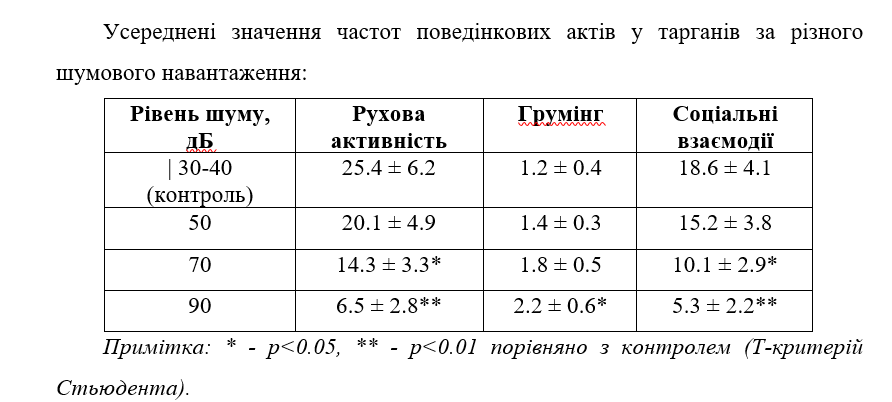 Усереднені значення частот поведінкових актів у тарганів за різного
шумового навантаження:
Рівень шуму, дБ | Рухова активність | Грумінг | Соціальні взаємодії
| 30-40 (контроль) | 25.4 ± 6.2 | 1.2 ± 0.4 | 18.6 ± 4.1
50 | 20.1 ± 4.9 | 1.4 ± 0.3 | 15.2 ± 3.8
70 | 14.3 ± 3.3* | 1.8 ± 0.5 | 10.1 ± 2.9*
90 | 6.5 ± 2.8** | 2.2 ± 0.6* | 5.3 ± 2.2**
Примітка: * - p<0.05, ** - p<0.01 порівняно з контролем (Т-критерій
Стьюдента).